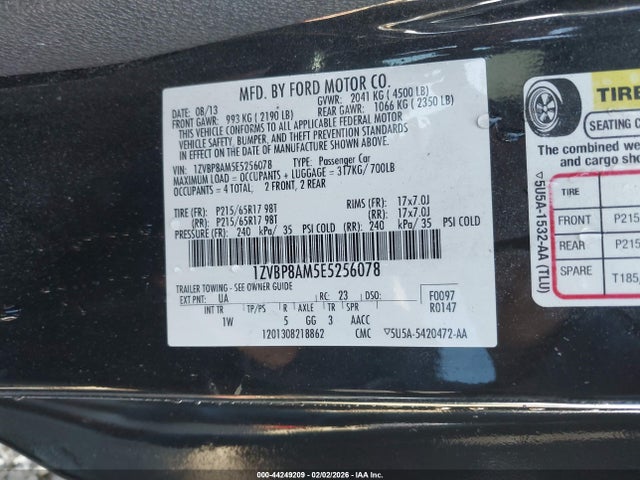 MFD. BY FORD MOTOR CO.
DATE: 08/13 GVWR: 2041 KG ( 4500 LB)
FRONT GAWR: 993 KG ( 2190 LB) REAR GAWR: 1066 KG ( 2350 LB)
THIS VEHICLE CONFORMS TO ALL APPLICABLE FEDERAL MOTOR
VEHICLE SAFETY, BUMPER, AND THEFT PREVENTION STANDARDS
IN EFFECT ON THE DATE OF MANUFACTURE SHOWN ABOVE.
VIN: 1ZVBP8AM5E5256078 TYPE: Passenger Car
MAXIMUM LOAD = OCCUPANTS + LUGGAGE = 317KG/ 700LB
OCCUPANTS = 4 TOTAL, 2 FRONT, 2 REAR
TIRE (FR): P215/65R17 98T RIMS (FR): 17x7.0J
(RR): P215/65R17 98T (RR): 17x7.0J
PRESSURE (FR): 240 kPa/ 35 PSI COLD (RR): 240 kPa/ 35 PSI COLD
1ZVBP8AM5E5256078
TRAILER TOWING - SEE OWNER GUIDE
EXT PNT: UA RC: 23 DSO: F0097
INT TR TP/PS R AXLE TR SPR R0147
1W 5 GG 3 AACC
1201308218862 CMC ▽5U5A-5420472-AA
▽5U5A-1532-AA (TLU)
TIRE
SEATING
The combined we
and cargo sho
TIRE
FRONT P215
REAR P215
SPARE T185
000-44249209 - 02/02/2026 - IAA Inc.